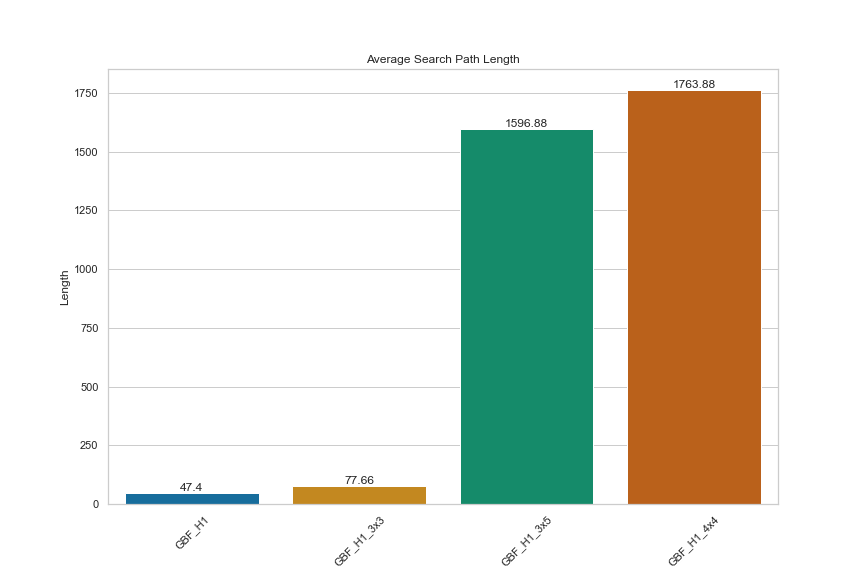 Average Search Path Length
1763.88
1750
1596.88
1500
1250
1000
Length
750
500
250
77.66
47.4
0
GBF_H1
GBF_H1_3x3
GBF_H1_3x5
GBF_H1_4x4